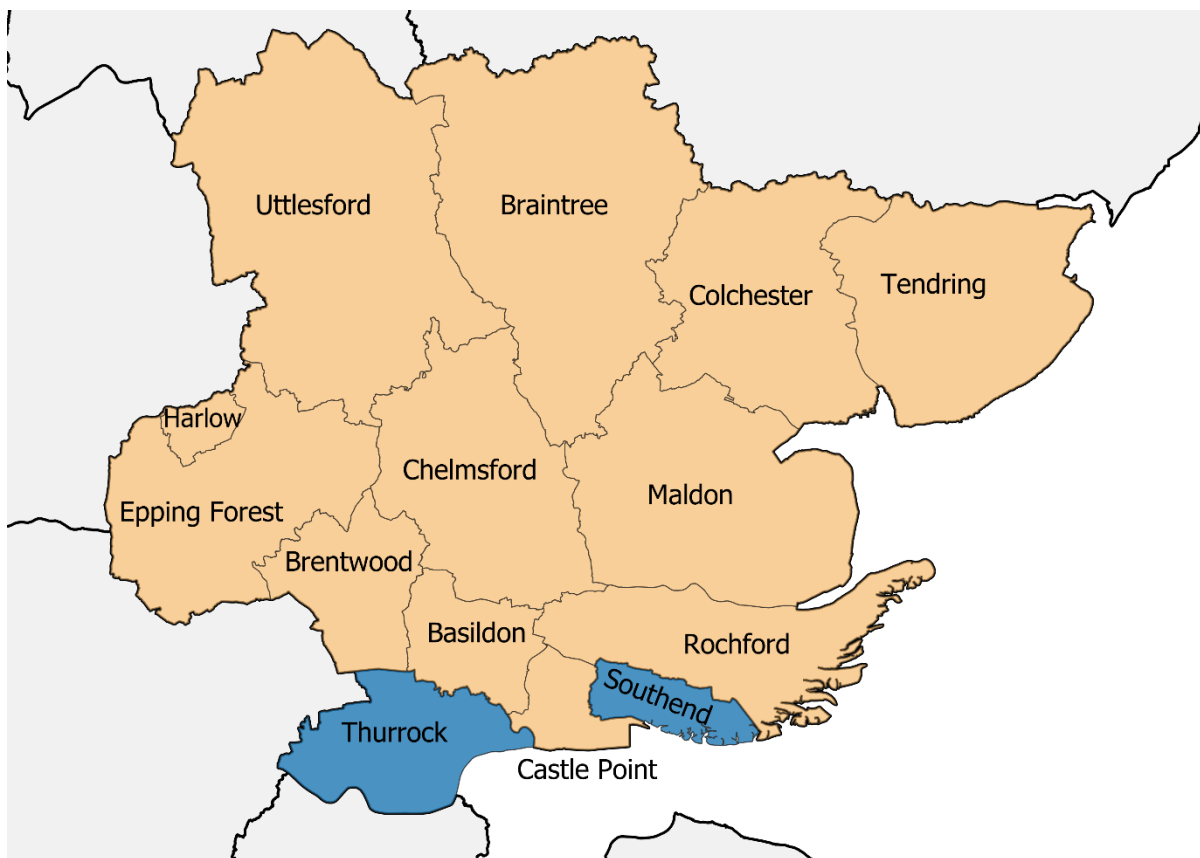 Uttlesford
Braintree
Colchester
Tendring
Harlow
Chelmsford
Maldon
Epping Forest
Brentwood
Basildon
Rochford
Southend
Thurrock
Castle Point